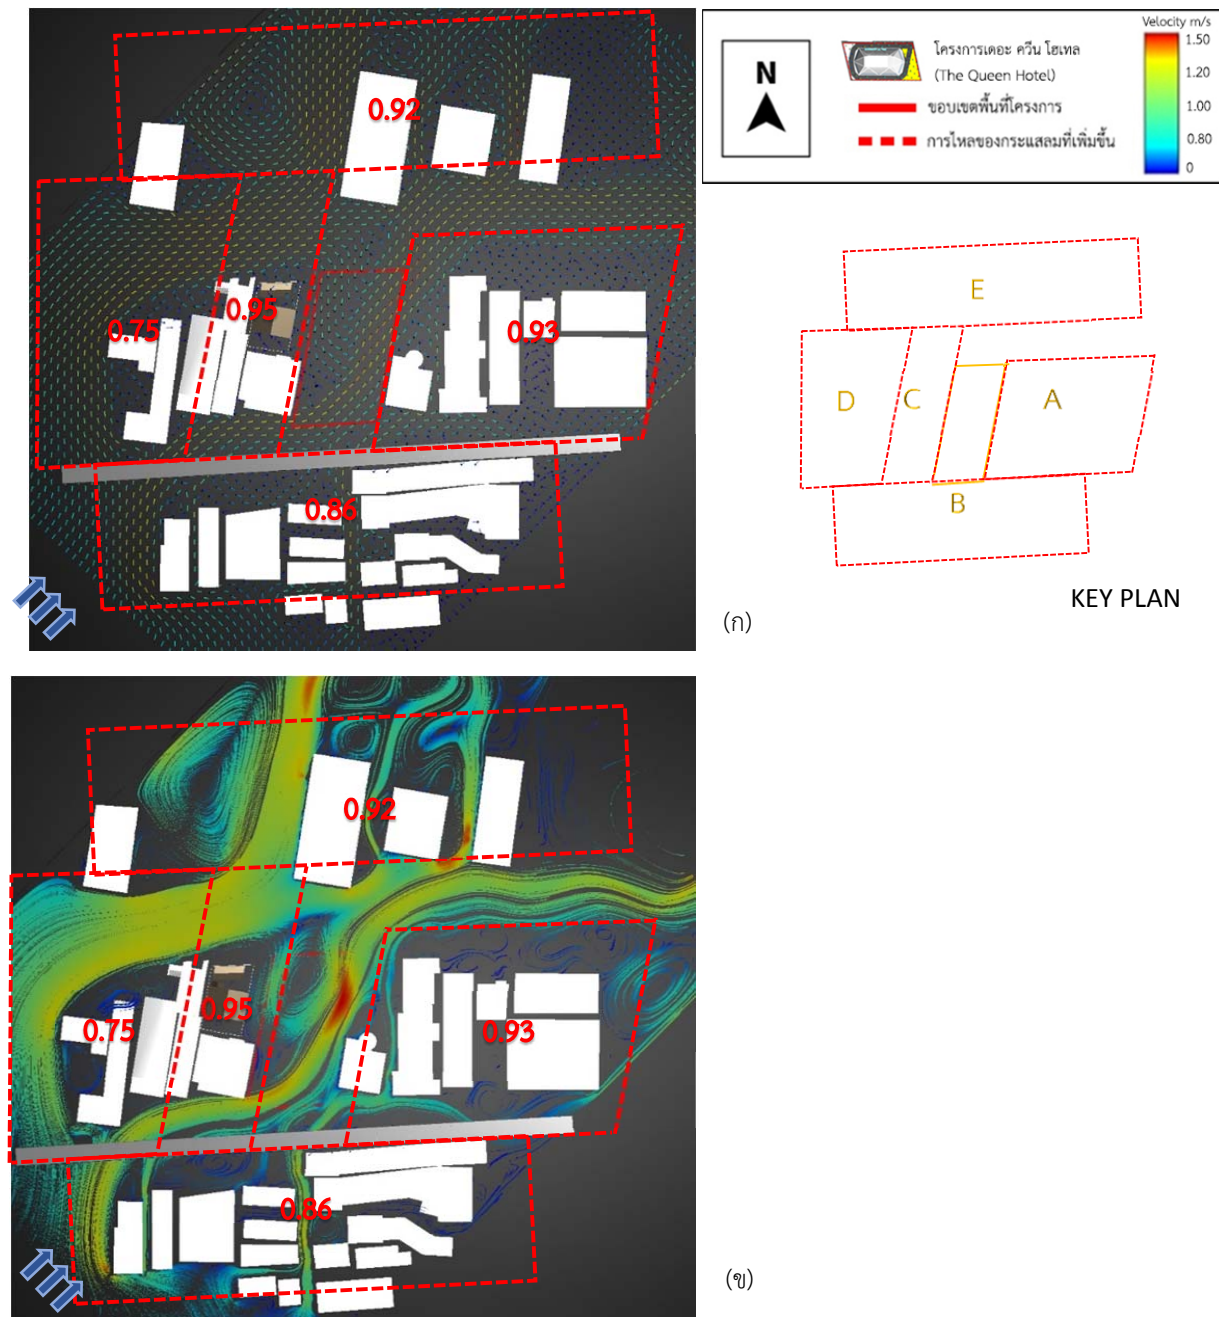 0.92
0.95
0.75
0.93
0.86
N
โครงการเดอะ ควีน โฮเทล
(The Queen Hotel)
ขอบเขตพื้นที่โครงการ
การไหลของกระแสลมที่เพิ่มขึ้น
Velocity m/s
1.50
1.20
1.00
0.80
0
E
D
C
A
B
KEY PLAN
(ก)
0.92
0.95
0.75
0.93
0.86
(ข)